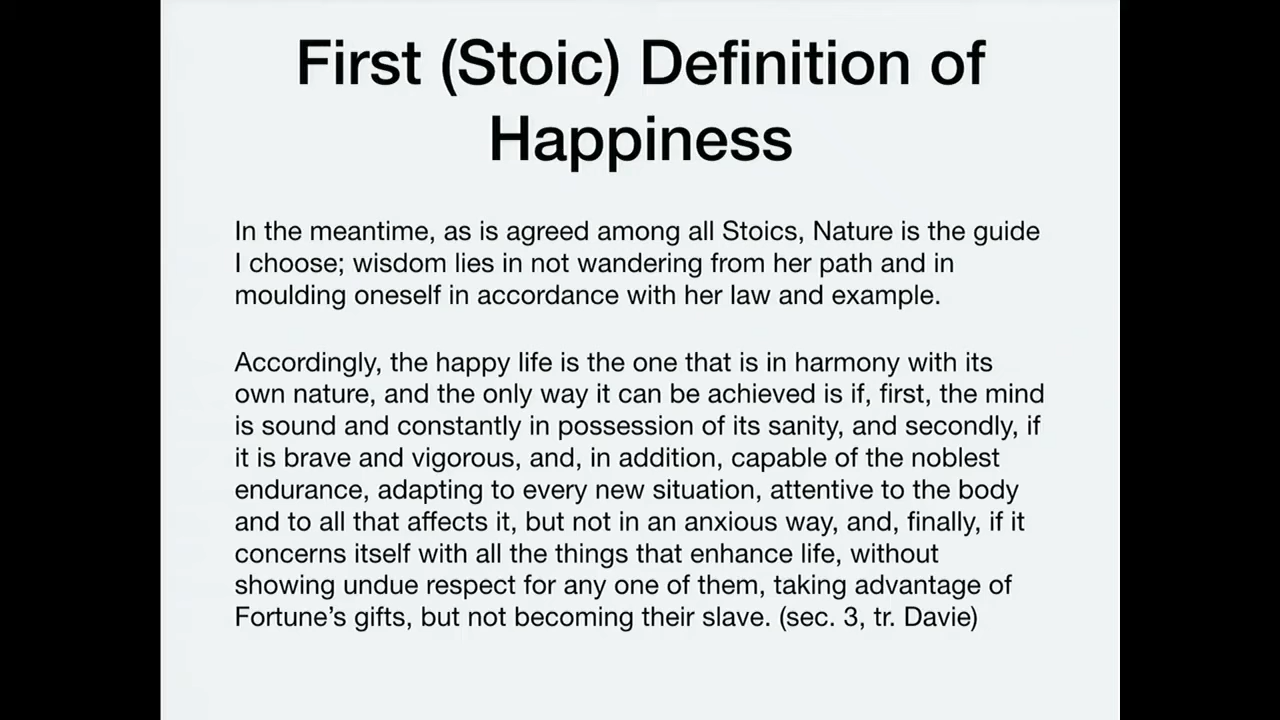 First (Stoic) Definition of
Happiness
In the meantime, as is agreed among all Stoics, Nature is the guide
I choose; wisdom lies in not wandering from her path and in
moulding oneself in accordance with her law and example.
Accordingly, the happy life is the one that is in harmony with its
own nature, and the only way it can be achieved is if, first, the mind
is sound and constantly in possession of its sanity, and secondly, if
it is brave and vigorous, and, in addition, capable of the noblest
endurance, adapting to every new situation, attentive to the body
and to all that affects it, but not in an anxious way, and, finally, if it
concerns itself with all the things that enhance life, without
showing undue respect for any one of them, taking advantage of
Fortune’s gifts, but not becoming their slave. (sec. 3, tr. Davie)